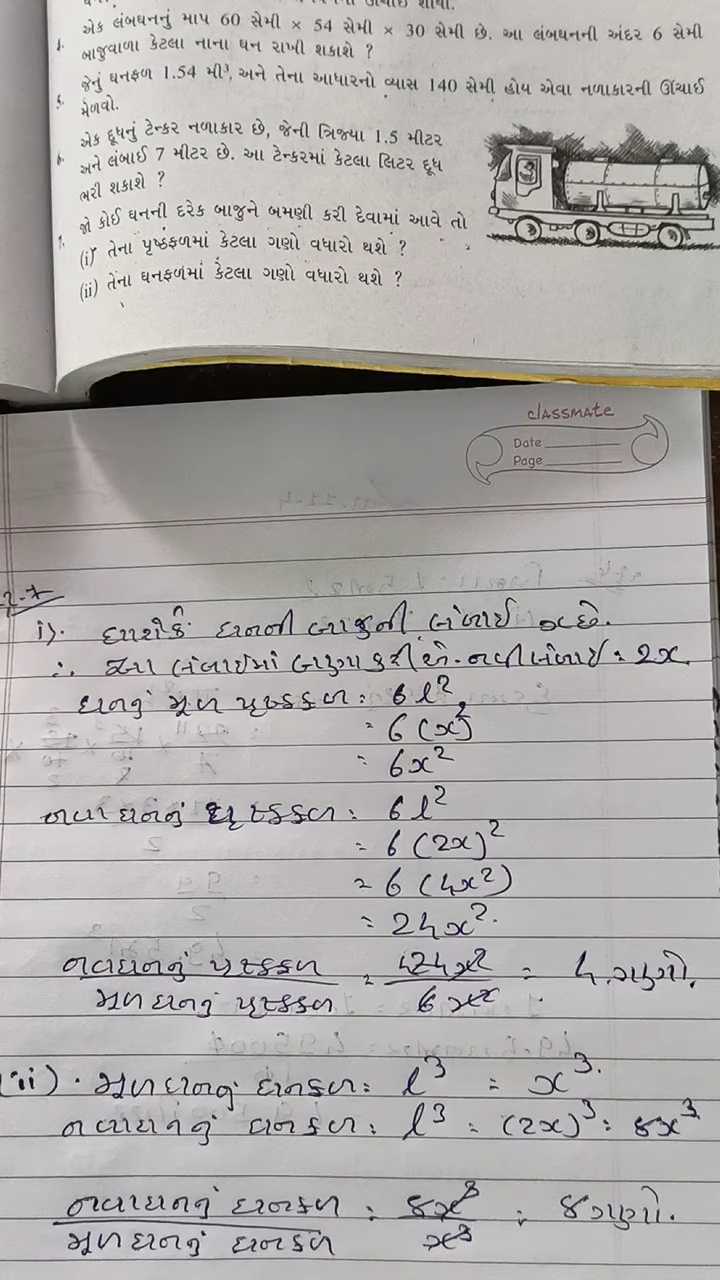 એક લંબઘનનું માપ 60 સેમી × 54 સેમી × 30 સેમી છે. આ લંબઘનની અંદર 6 સેમી
બાજુવાળા કેટલા નાના ઘન રાખી શકાશે ?
જેનું ઘનફળ 1.54 મી³, અને તેના આધારનો વ્યાસ 140 સેમી હોય એવા નળાકારની ઊંચાઈ
મેળવો.
એક દૂધનું ટેન્કર નળાકાર છે, જેની ત્રિજ્યા 1.5 મીટર
અને લંબાઈ 7 મીટર છે. આ ટેન્કરમાં કેટલા લિટર દૂધ
ભરી શકાશે ?
જો કોઈ ઘનની દરેક બાજુને બમણી કરી દેવામાં આવે તો
(i) તેના પૃષ્ઠફળમાં કેટલા ગણો વધારો થશે ?
(ii) તેના ઘનફળમાં કેટલા ગણો વધારો થશે ?
classmate
Date
Page
i). ધારોકે ઘનની બાજુની લંબાઈ x છે.
∴ આ લંબાઈમાં બમણા કરીએ. નવી લંબાઈ = 2x
ઘનનું મૂળ પૃષ્ઠફળ = 6l²
= 6(x)²
= 6x²
નવા ઘનનું પૃષ્ઠફળ = 6l²
= 6(2x)²
= 6(4x²)
= 24x².
નવા ઘનનું પૃષ્ઠફળ / મૂળ ઘનનું પૃષ્ઠફળ = 24x² / 6x² = 4 ગણો.
(ii). મૂળ ઘનનું ઘનફળ = l³ = x³.
નવા ઘનનું ઘનફળ = l³ = (2x)³ = 8x³
નવા ઘનનું ઘનફળ / મૂળ ઘનનું ઘનફળ = 8x³ / x³ = 8 ગણો.